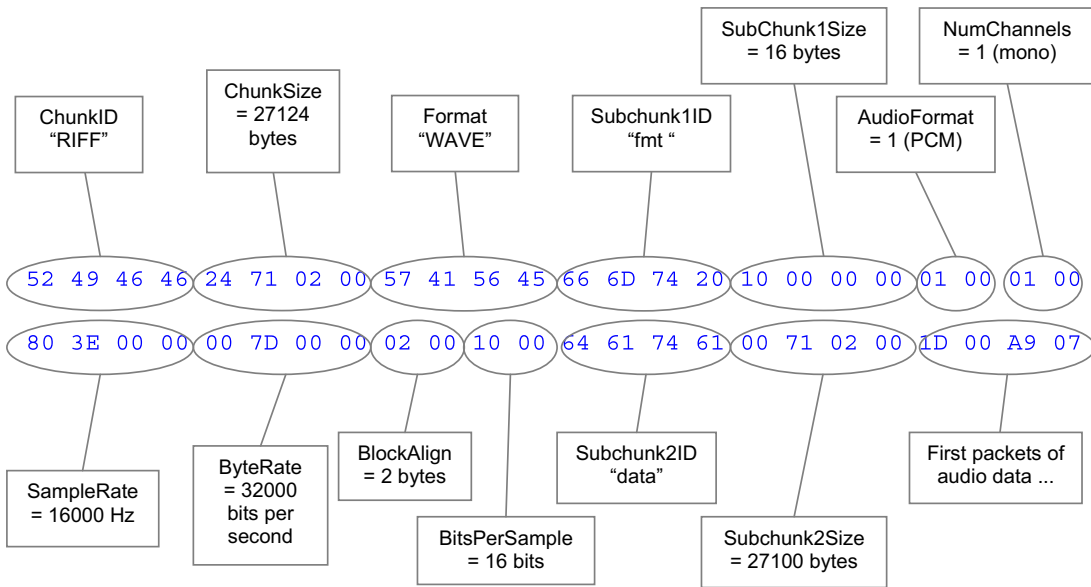 SubChunk1Size
= 16 bytes
NumChannels
= 1 (mono)
ChunkID
“RIFF”
ChunkSize
= 27124
bytes
Format
“WAVE”
Subchunk1ID
“fmt “
AudioFormat
= 1 (PCM)
52 49 46 46 24 71 02 00 57 41 56 45 66 6D 74 20 10 00 00 00 01 00 01 00
80 3E 00 00 00 7D 00 00 02 00 10 00 64 61 74 61 00 71 02 00 1D 00 A9 07
SampleRate
= 16000 Hz
ByteRate
= 32000
bits per
second
BlockAlign
= 2 bytes
BitsPerSample
= 16 bits
Subchunk2ID
“data”
Subchunk2Size
= 27100 bytes
First packets of
audio data ...